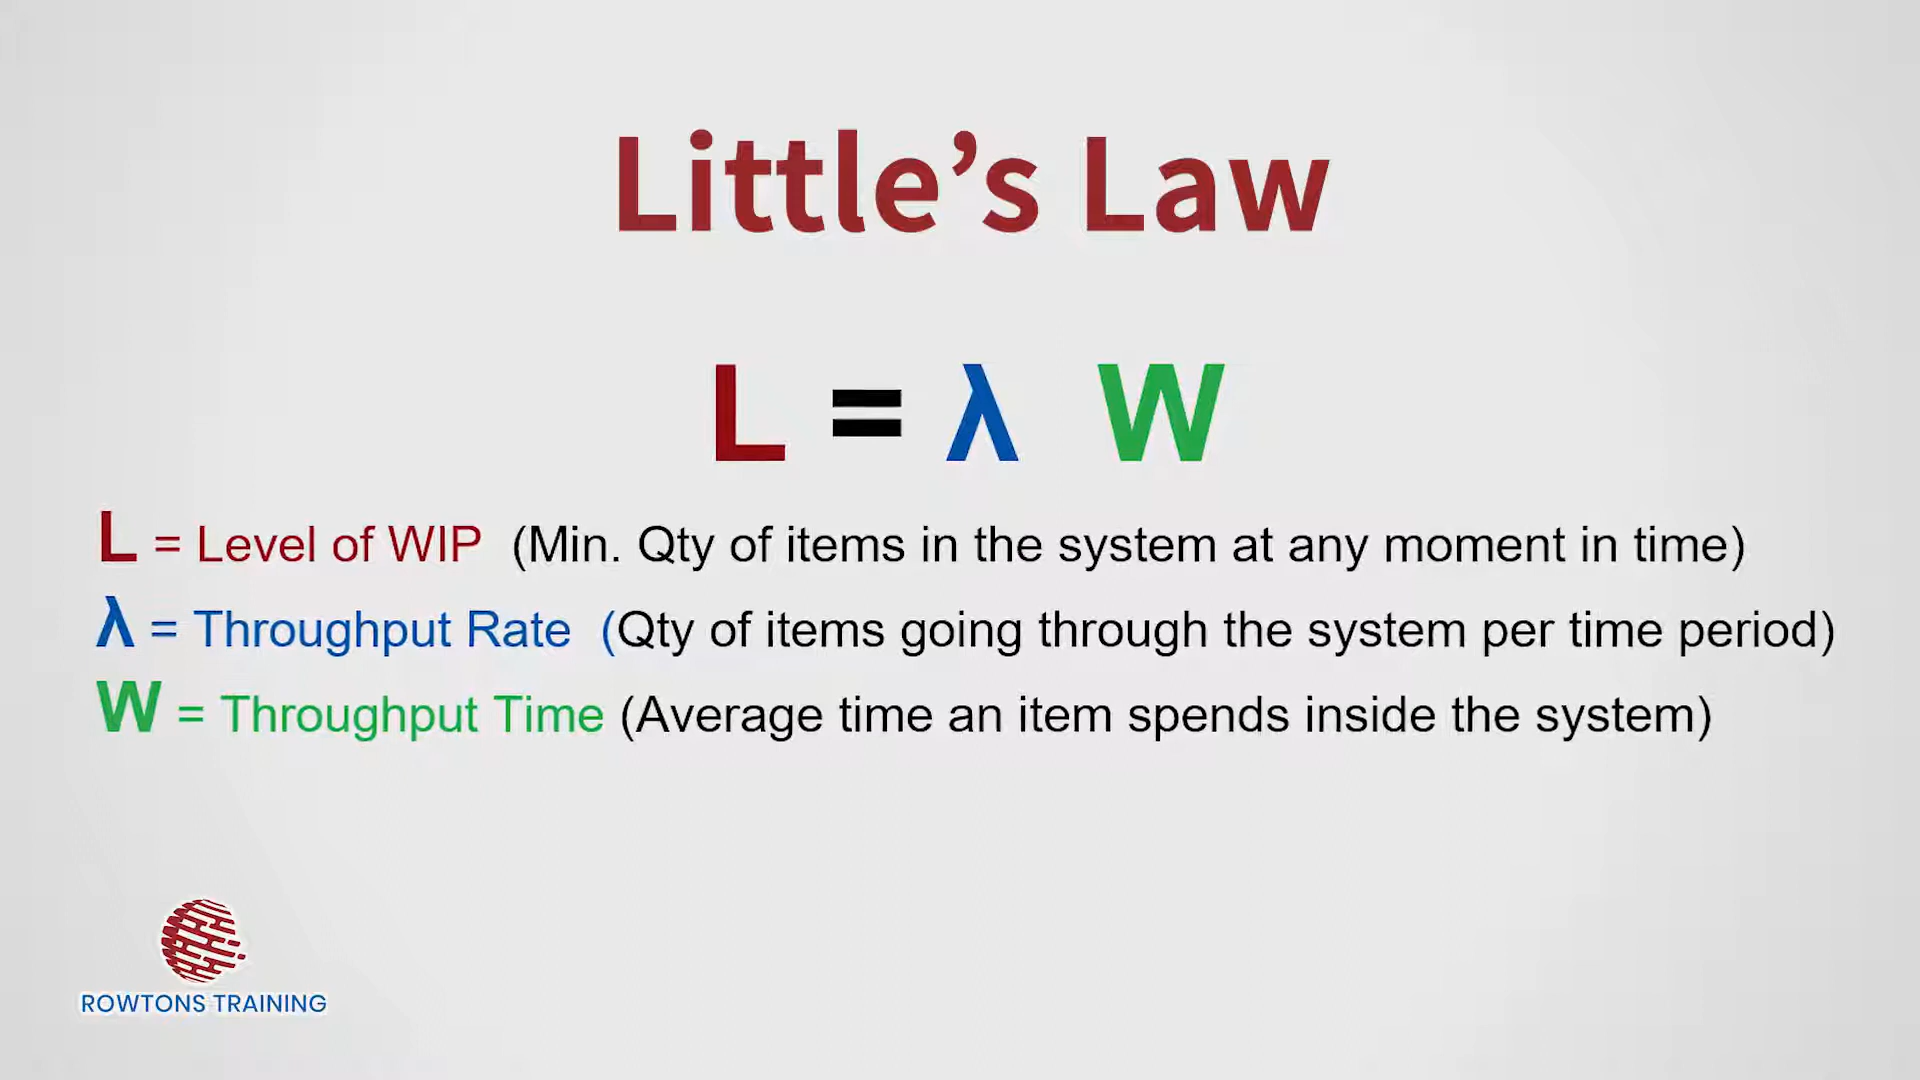 Little’s Law
L = λ W
L = Level of WIP (Min. Qty of items in the system at any moment in time)
λ = Throughput Rate (Qty of items going through the system per time period)
W = Throughput Time (Average time an item spends inside the system)
ROWTONS TRAINING